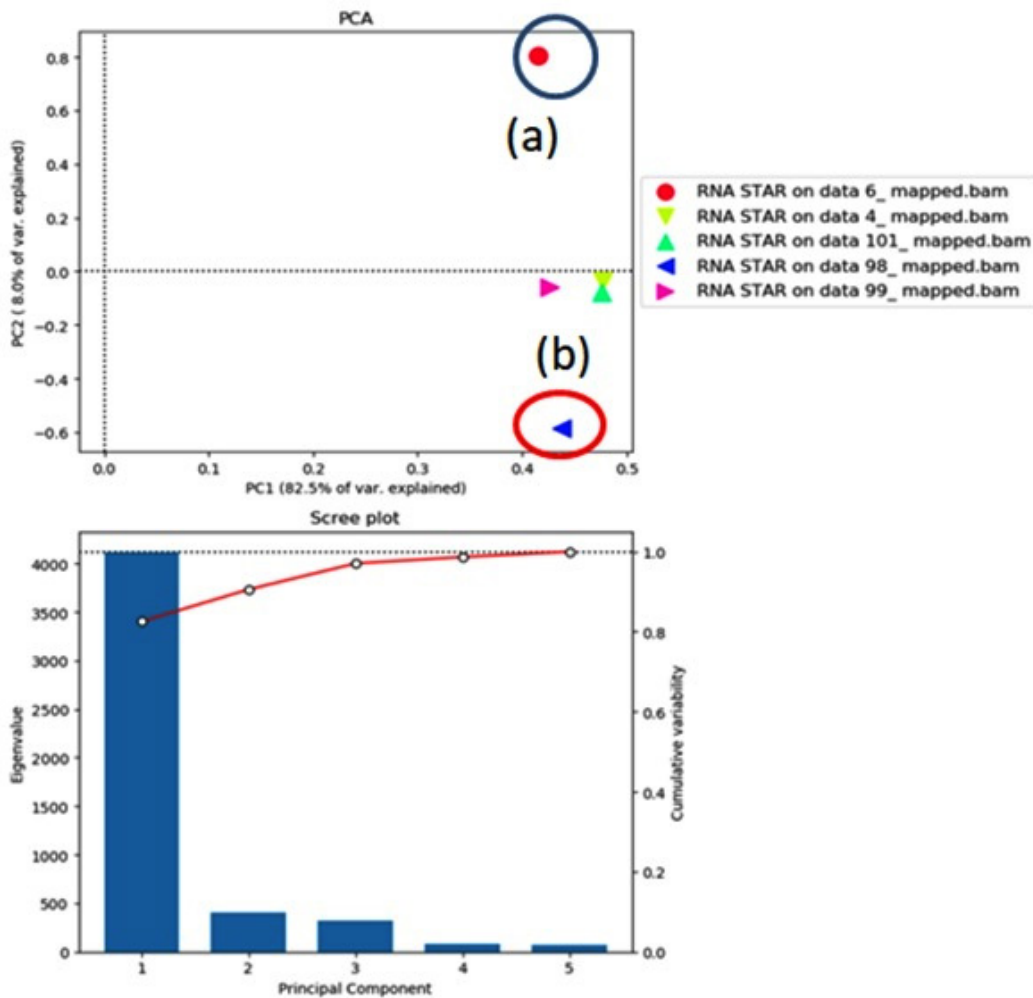 PCA
PC2 ( 8.0% of var. explained)
0.8
0.6
0.4
0.2
0.0
−0.2
−0.4
−0.6
(a)
(b)
0.0 0.1 0.2 0.3 0.4 0.5
PC1 (82.5% of var. explained)
RNA STAR on data 6_ mapped.bam
RNA STAR on data 4_ mapped.bam
RNA STAR on data 101_ mapped.bam
RNA STAR on data 98_ mapped.bam
RNA STAR on data 99_ mapped.bam
Scree plot
Eigenvalue
4000
3500
3000
2500
2000
1500
1000
500
0
1 2 3 4 5
Principal Component
1.0
0.8
0.6
0.4
0.2
0.0
Cumulative variability